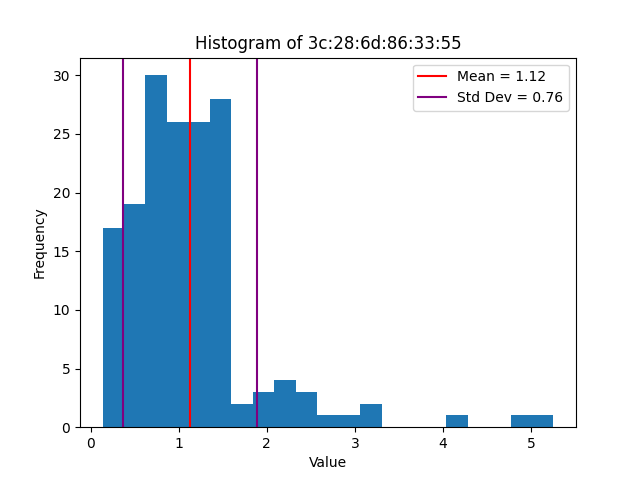 Histogram of 3c:28:6d:86:33:55
Mean = 1.12
Std Dev = 0.76
Frequency
30
25
20
15
10
5
0
0 1 2 3 4 5
Value